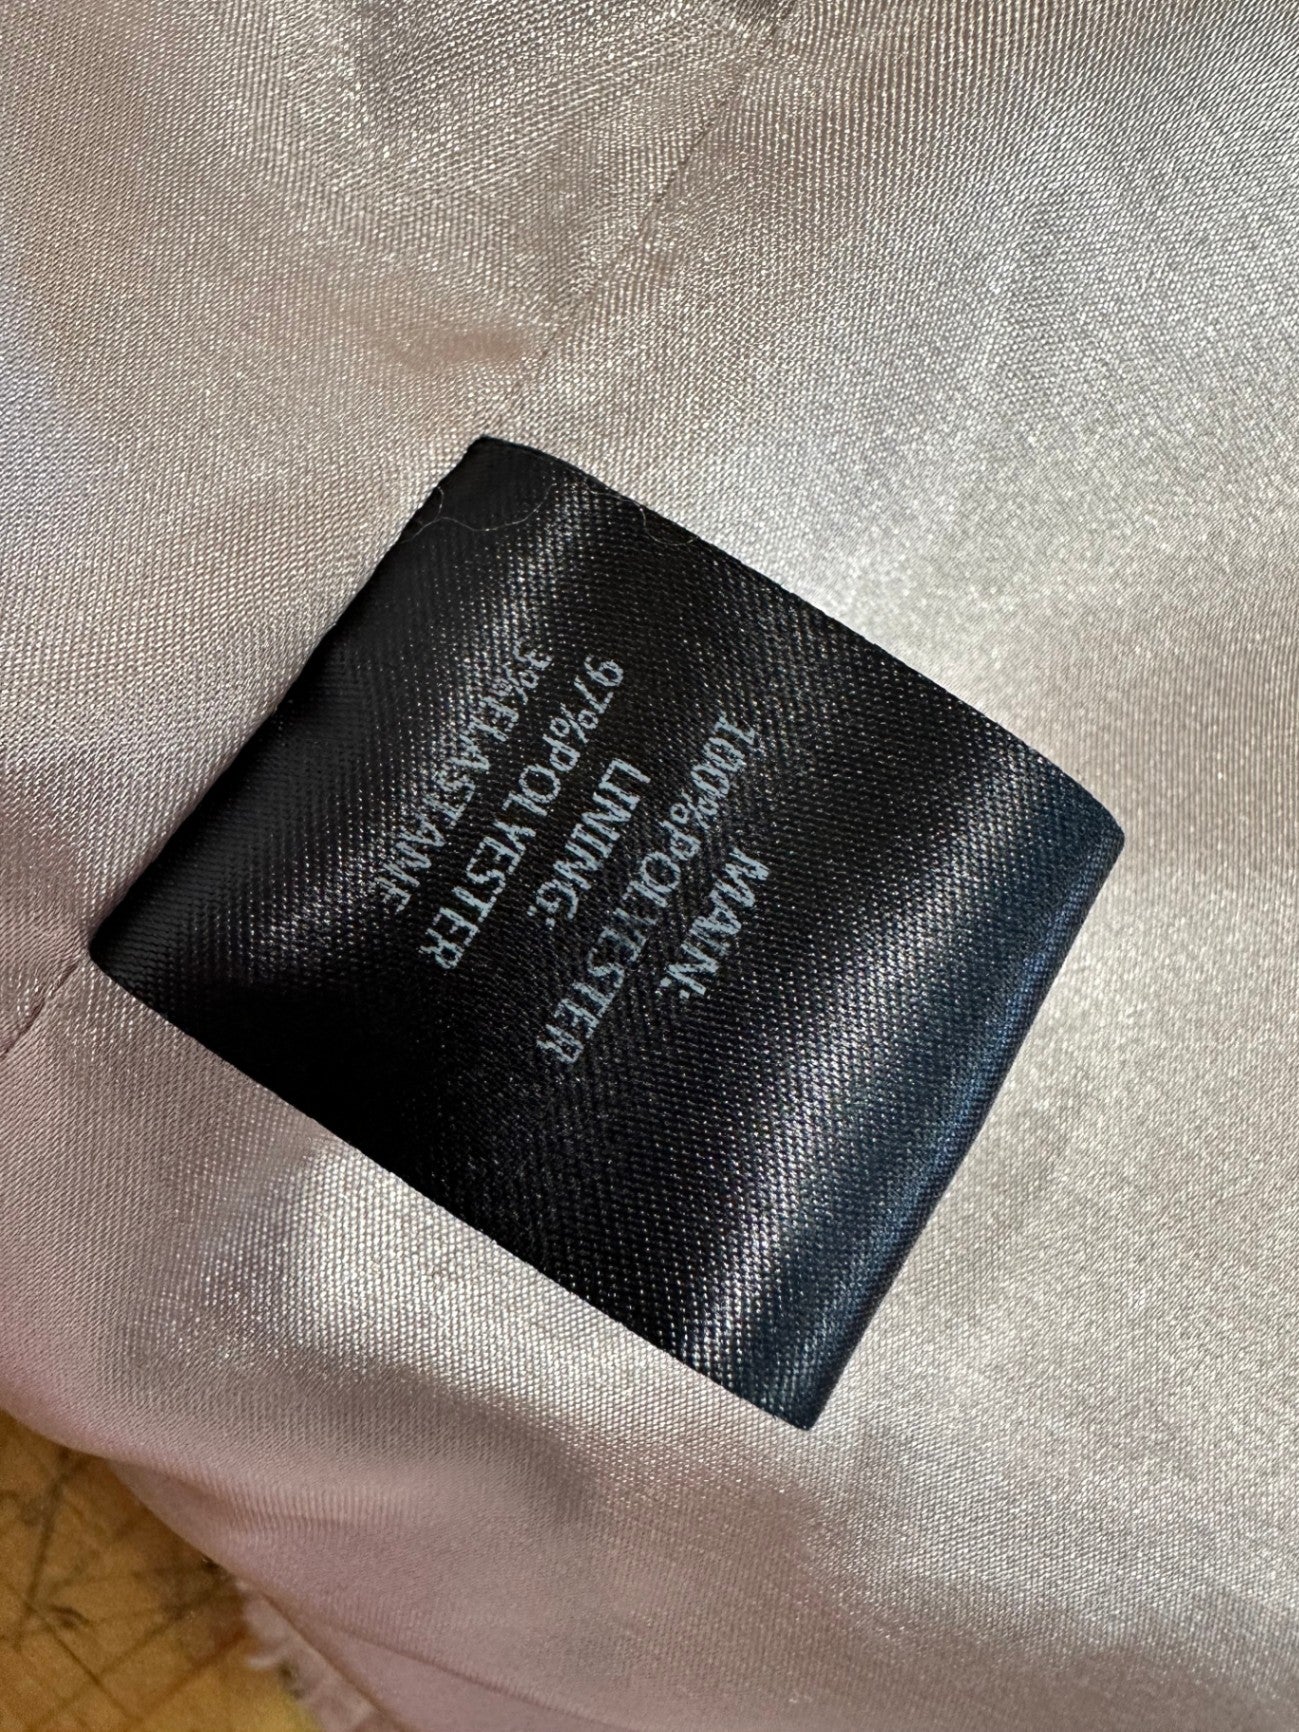 MAIN:
100%POLYESTER
LINING:
97%POLYESTER
3%ELASTANE